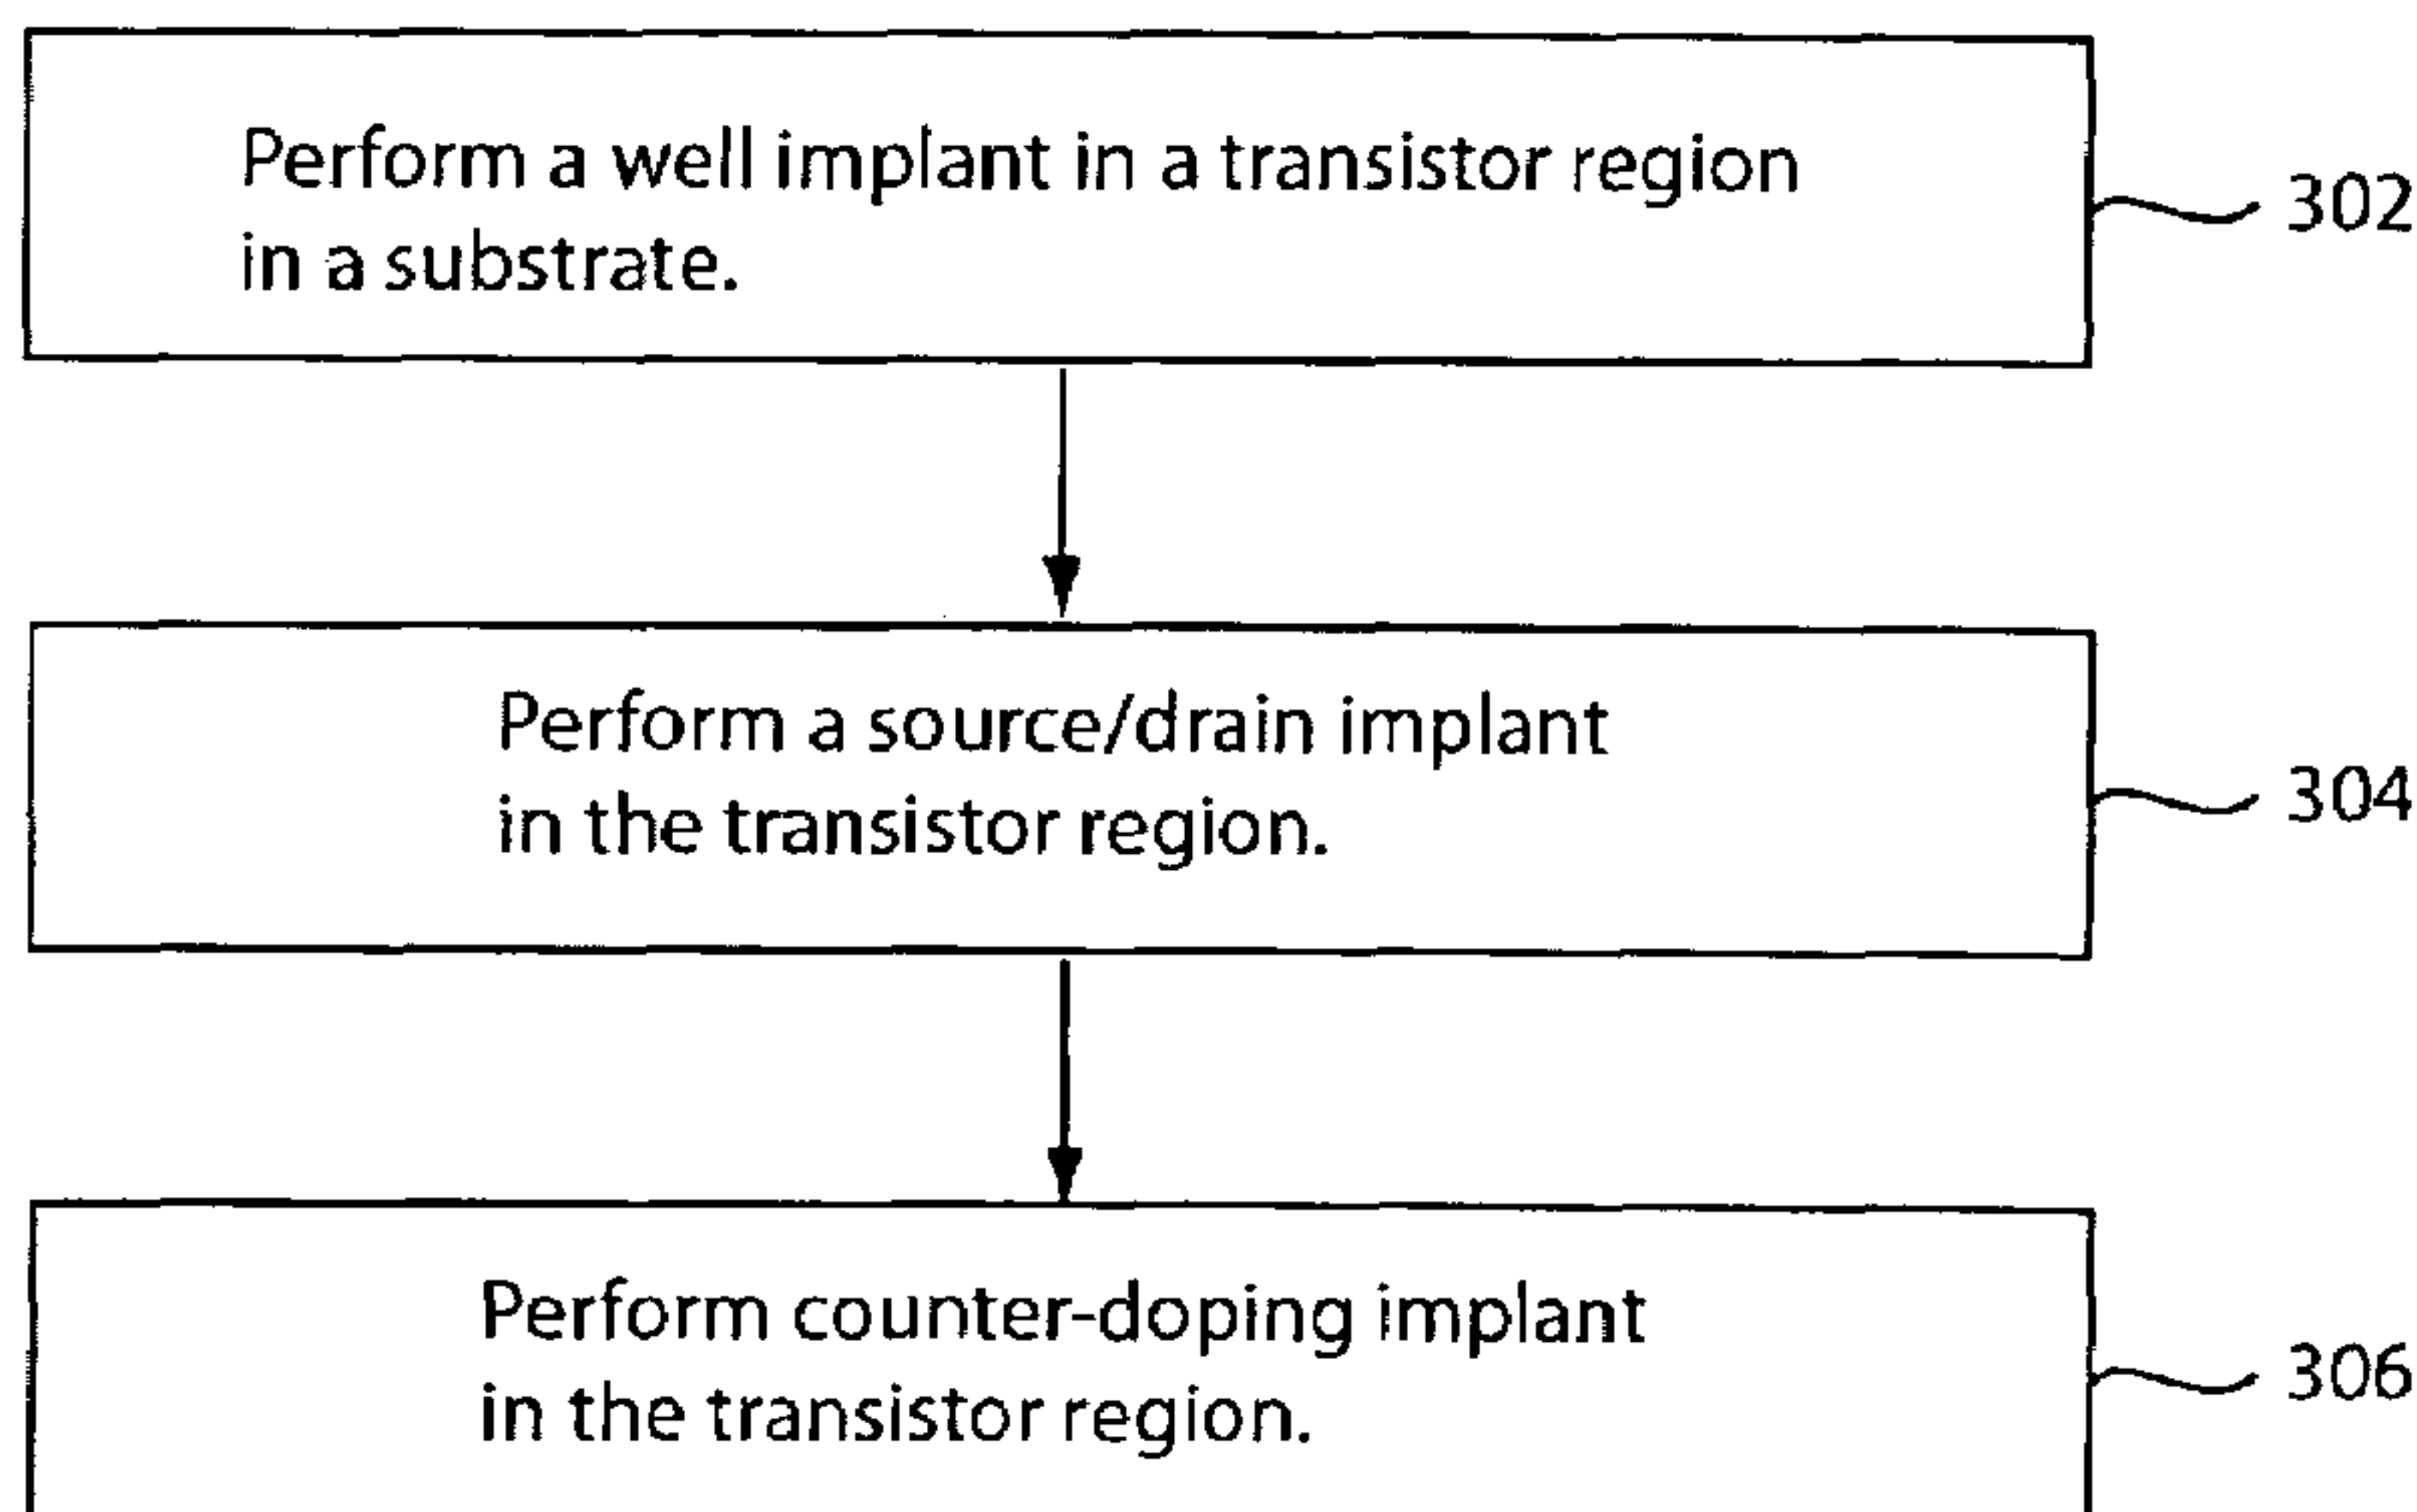 Perform a well implant in a transistor region
in a substrate.
302
Perform a source/drain implant
in the transistor region.
304
Perform counter-doping implant
in the transistor region.
306